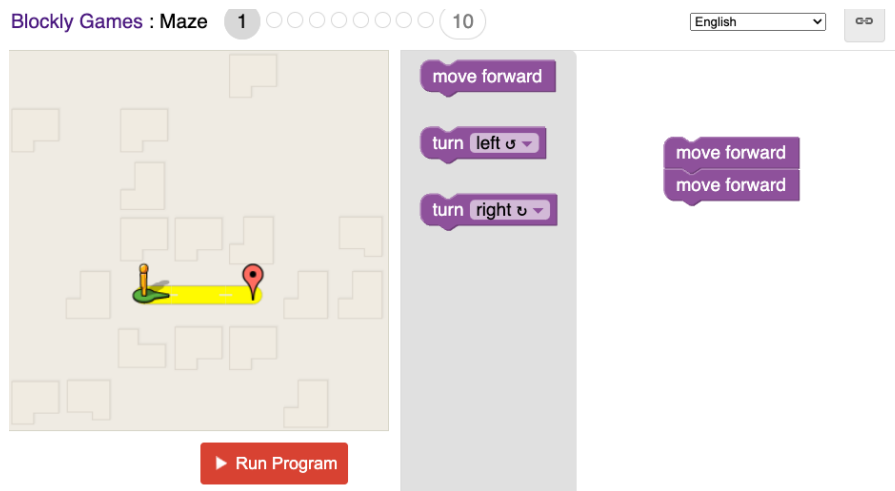 Blockly Games : Maze 1 10 English
move forward
turn left ↺
turn right ↻
move forward
move forward
Run Program